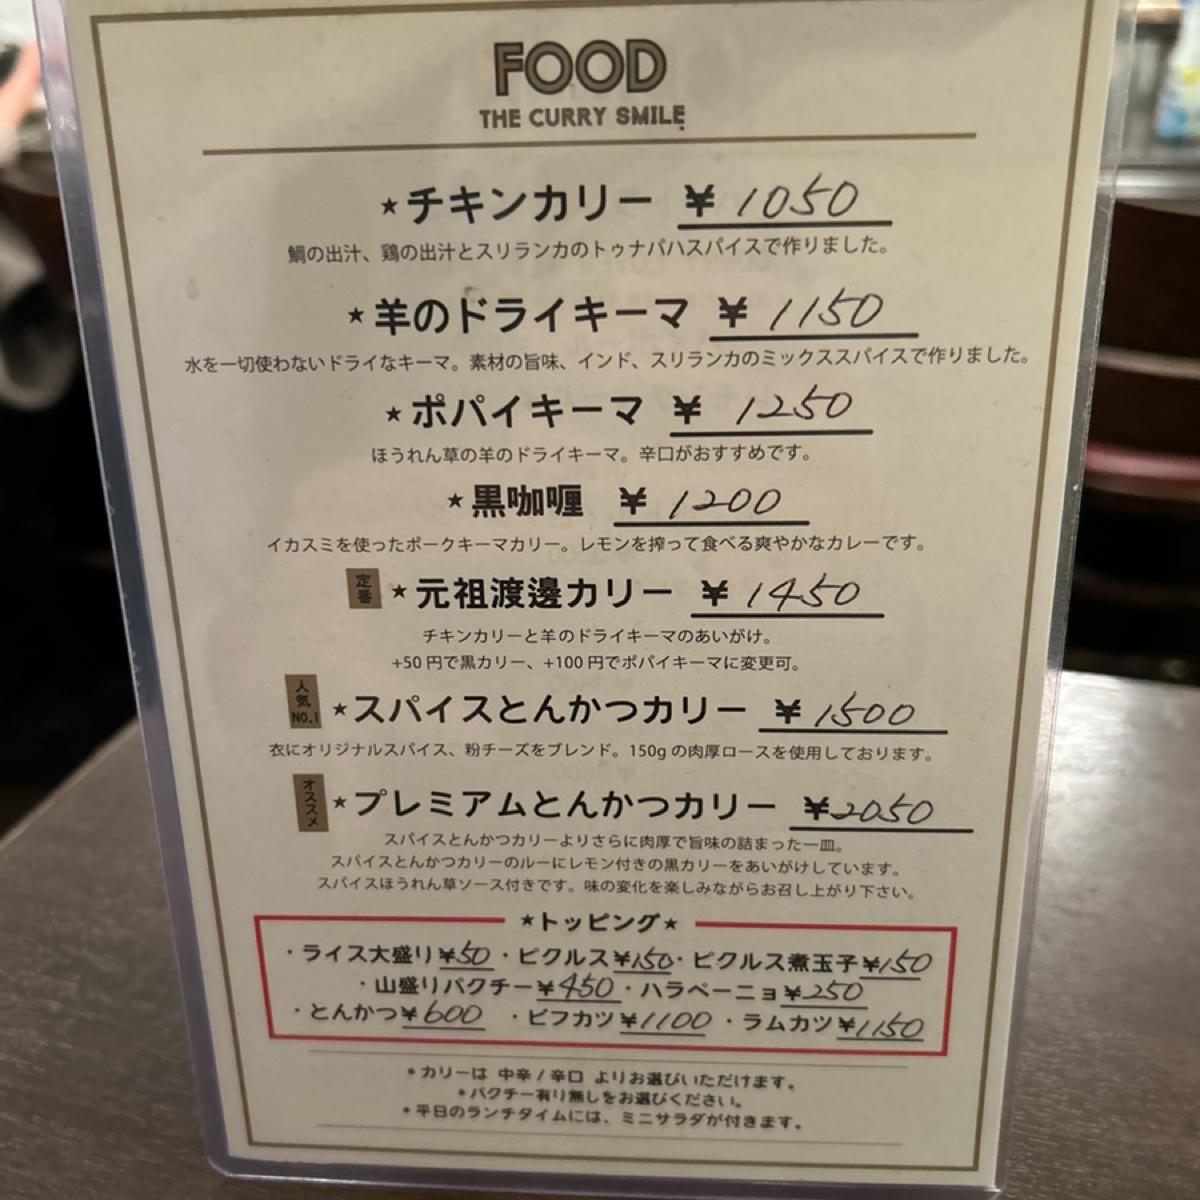 FOOD
THE CURRY SMILE
★チキンカリー ¥1050
鯛の出汁、鶏の出汁とスリランカのトゥナパハスパイスで作りました。
★羊のドライキーマ ¥1150
水を一切使わないドライなキーマ。素材の旨味、インド、スリランカのミックススパイスで作りました。
★ポパイキーマ ¥1250
ほうれん草の羊のドライキーマ。辛口がおすすめです。
★黒咖喱 ¥1200
イカスミを使ったポークキーマカリー。レモンを搾って食べる爽やかなカレーです。
定番 ★元祖渡邊カリー ¥1450
チキンカリーと羊のドライキーマのあいがけ。
+50円で黒カリー、+100円でポパイキーマに変更可。
人気NO.1 ★スパイスとんかつカリー ¥1500
衣にオリジナルスパイス、粉チーズをブレンド。150gの肉厚ロースを使用しております。
オススメ ★プレミアムとんかつカリー ¥2050
スパイスとんかつカリーよりさらに肉厚で旨味の詰まった一皿。
スパイスとんかつカリーのルーにレモン付きの黒カリーをあいがけしています。
スパイスほうれん草ソース付きです。味の変化を楽しみながらお召し上がり下さい。
★トッピング★
・ライス大盛り¥50・ピクルス¥150・ピクルス煮玉子¥150
・山盛りパクチー¥450・ハラペーニョ¥250
・とんかつ¥600 ・ビフカツ¥1100・ラムカツ¥1150
*カリーは 中辛/辛口 よりお選びいただけます。
*パクチー有り無しをお選びください。
*平日のランチタイムには、ミニサラダが付きます。